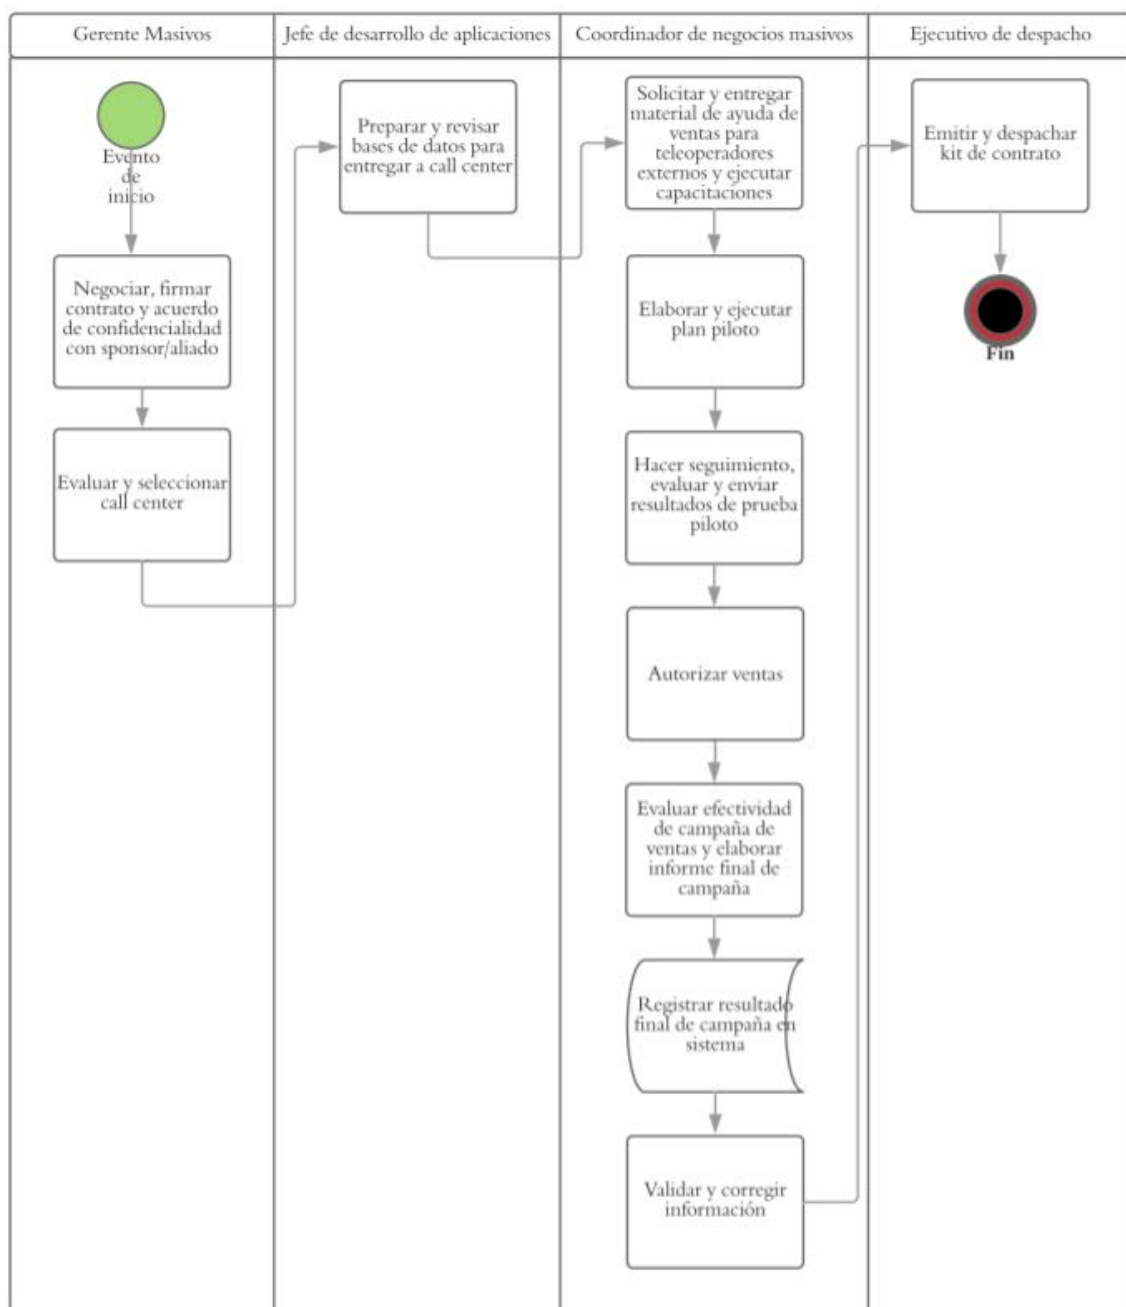 Gerente Masivos
Jefe de desarrollo de aplicaciones
Coordinador de negocios masivos
Ejecutivo de despacho
Evento
de
inicio
Negociar, firmar
contrato y acuerdo
de confidencialidad
con sponsor/aliado
Evaluar y seleccionar
call center
Preparar y revisar
bases de datos para
entregar a call center
Solicitar y entregar
material de ayuda de
ventas para
teleoperadores
externos y ejecutar
capacitaciones
Elaborar y ejecutar
plan piloto
Hacer seguimiento,
evaluar y enviar
resultados de prueba
piloto
Autorizar ventas
Evaluar efectividad
de campaña de
ventas y elaborar
informe final de
campaña
Registrar resultado
final de campaña en
sistema
Validar y corregir
información
Emitir y despachar
kit de contrato
Fin